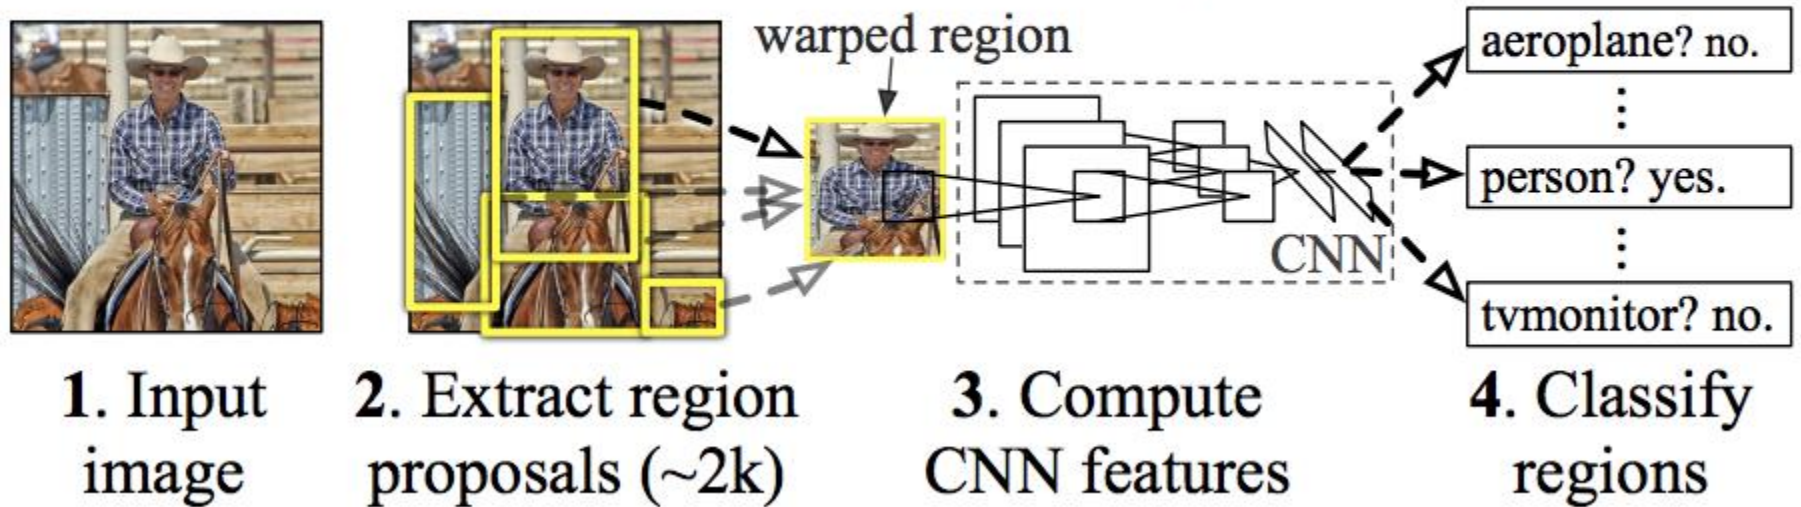 warped region
aeroplane? no.
person? yes.
CNN
tvmonitor? no.
1. Input
image
2. Extract region
proposals (~2k)
3. Compute
CNN features
4. Classify
regions